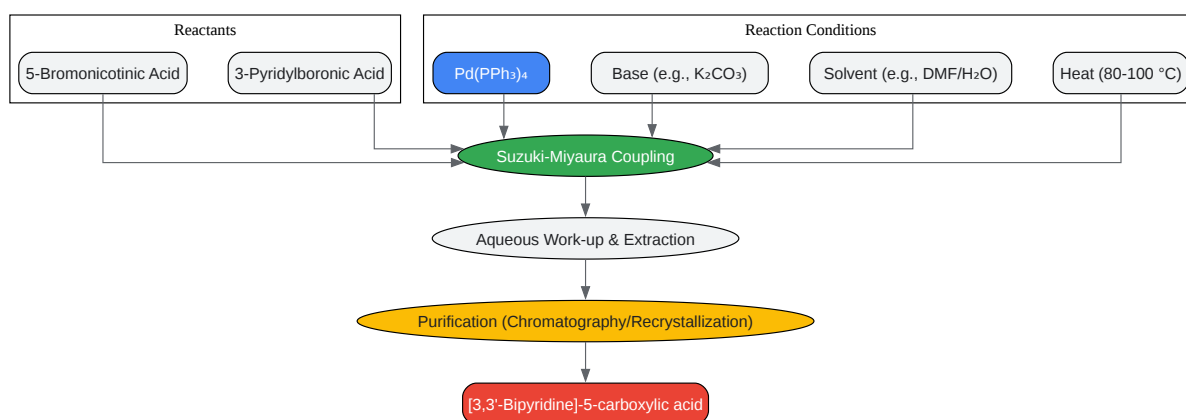 Reactants
Reaction Conditions
5-Bromonicotinic Acid
3-Pyridylboronic Acid
Pd(PPh₃)₄
Base (e.g., K₂CO₃)
Solvent (e.g., DMF/H₂O)
Heat (80-100 °C)
Suzuki-Miyaura Coupling
Aqueous Work-up & Extraction
Purification (Chromatography/Recrystallization)
[3,3'-Bipyridine]-5-carboxylic acid